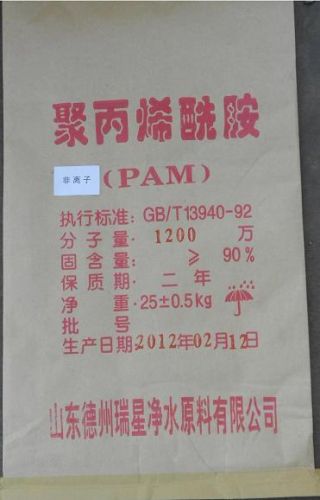 聚丙烯酰胺
非离子
(PAM)
执行标准: GB/T13940-92
分子量: 1200 万
固含量: ≥ 90%
保质期: 二年
净重: 25±0.5kg
批号
生产日期: 2012年02月12日
山东德州瑞星净水原料有限公司